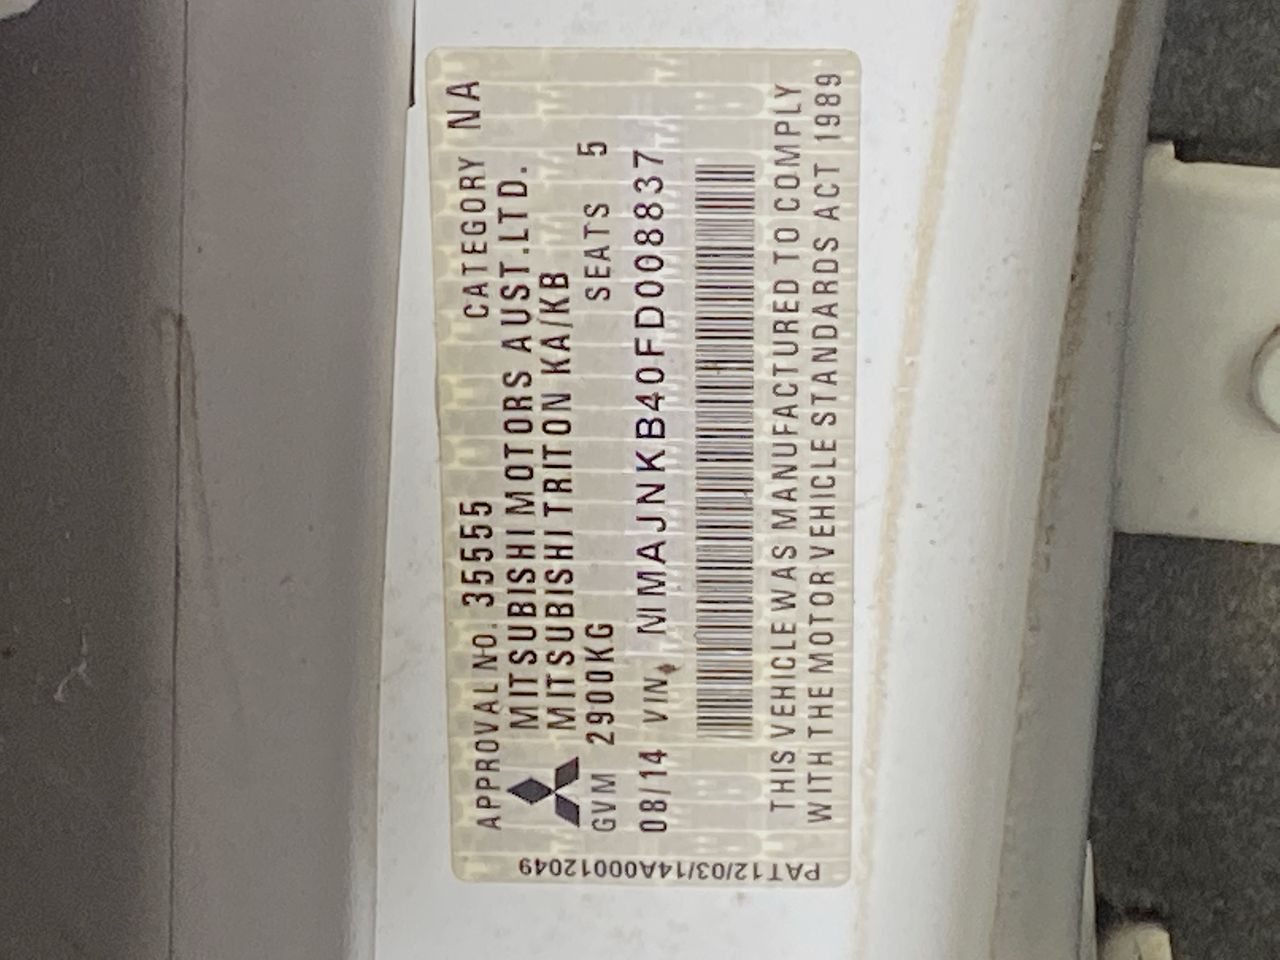 APPROVAL NO. 35555 CATEGORY NA
MITSUBISHI MOTORS AUST.LTD.
MITSUBISHI TRITON KA/KB
GVM 2900KG SEATS 5
08/14 VIN MMAJNKB40FD008837
THIS VEHICLE WAS MANUFACTURED TO COMPLY
WITH THE MOTOR VEHICLE STANDARDS ACT 1989
PAT12/03/14A00012049